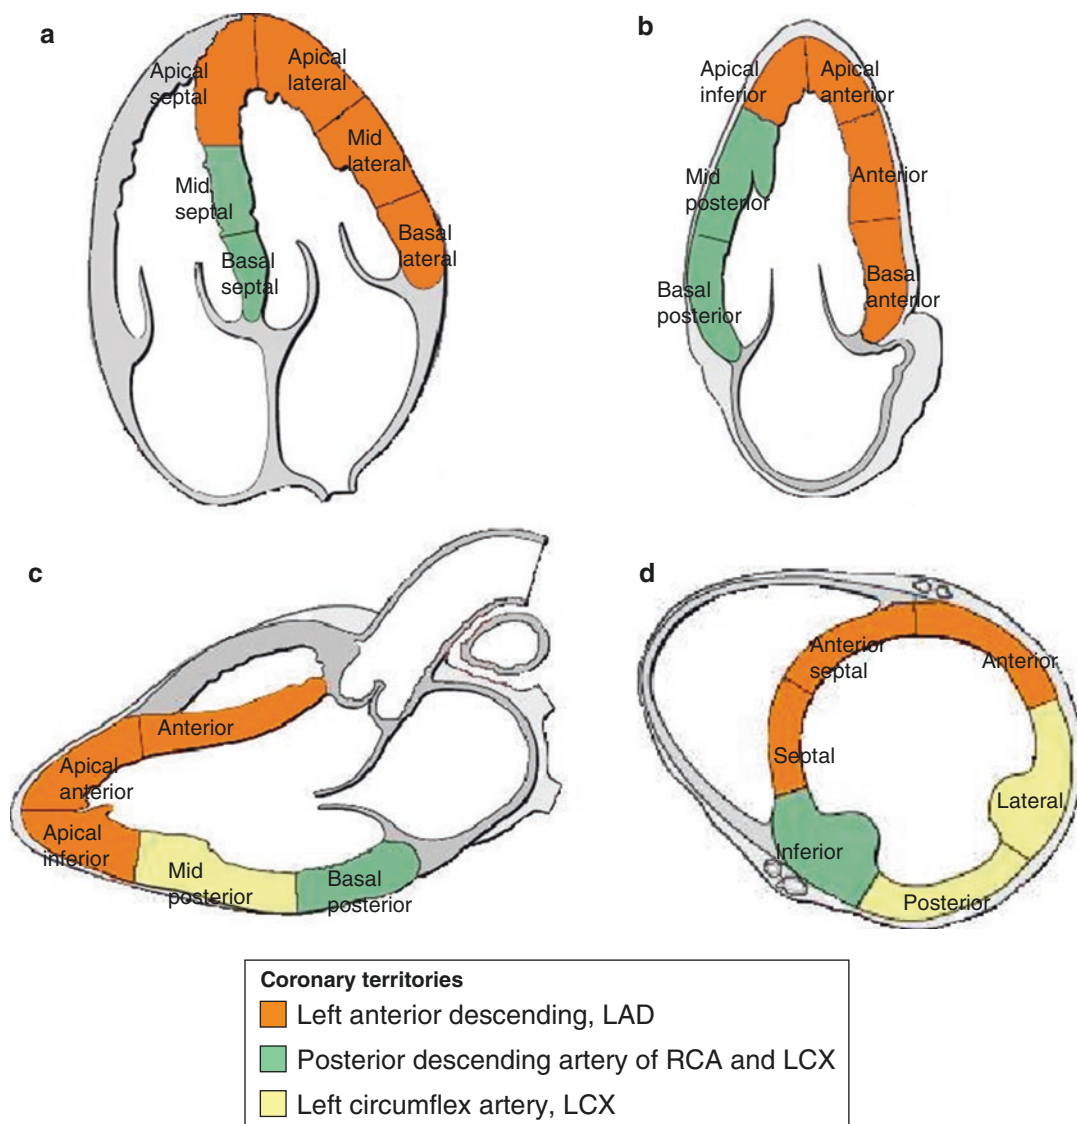 a
Apical
septal
Apical
lateral
Mid
lateral
Mid
septal
Basal
septal
Basal
lateral
b
Apical
inferior
Apical
anterior
Mid
posterior
Anterior
Basal
posterior
Basal
anterior
c
Anterior
Apical
anterior
Apical
inferior
Mid
posterior
Basal
posterior
d
Anterior
septal
Anterior
Septal
Lateral
Inferior
Posterior
Coronary territories
Left anterior descending, LAD
Posterior descending artery of RCA and LCX
Left circumflex artery, LCX